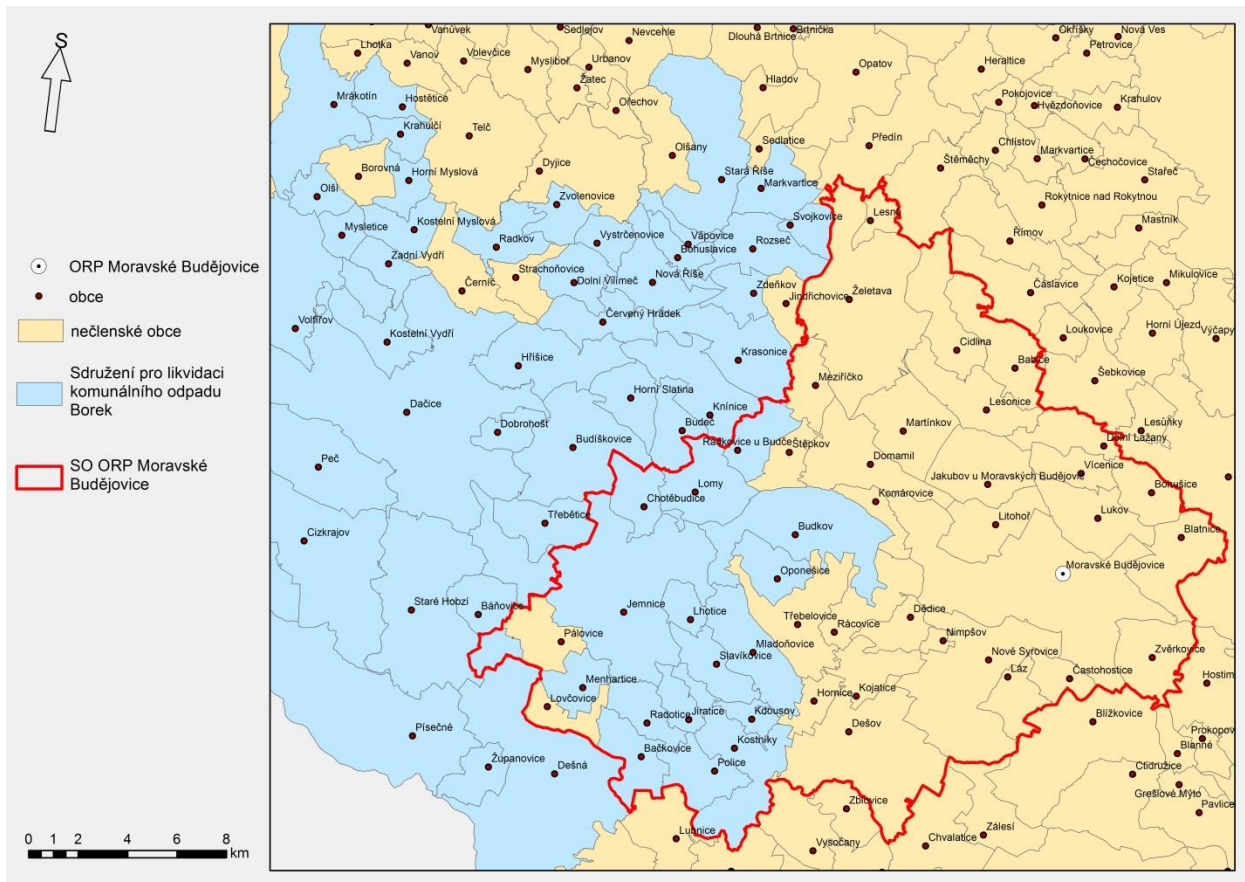 S
ORP Moravské Budějovice
obce
nečlenské obce
Sdružení pro likvidaci
komunálního odpadu
Borek
SO ORP Moravské
Budějovice
0 1 2 4 6 8
km
Vanůvek
Sedlejov
Nevcehle
Dlouhá Brtnice
Brtnička
Okříšky
Nová Ves
Lhotka
Vanov
Volevčice
Myslibоř
Urbanov
Žatec
Petrovice
Opatov
Heraltice
Hladov
Mrákotín
Hostětice
Ořechov
Pokojovice
Hvězdoňovice
Krahulov
Krahulčí
Telč
Předín
Sedlatice
Olšany
Chlístov
Markvartice
Čechočovice
Borovná
Horní Myslová
Dyjice
Štěměchy
Stařeč
Stará Říše
Markvartice
Olší
Zvolenovice
Rokytnice nad Rokytnou
Lesná
Svojkovice
Mastník
Mysletice
Kostelní Myslová
Radkov
Vystrčenovice
Vápovice
Bohuslavice
Rozseč
Římov
Zadní Vydří
Strachoňovice
Černíč
Dolní Vilímeč
Nová Říše
Zdeňkov
Jindřichovice
Želetava
Čáslavice
Kojetice
Mikulovice
Volfířov
Kostelní Vydří
Červený Hrádek
Loukovice
Horní Újezd
Výčapy
Cidlina
Babice
Hříšice
Krasonice
Meziříčko
Šebkovice
Horní Slatina
Dačice
Knínice
Lesonice
Dobrohošť
Budeč
Martínkov
Lesůňky
Budíškovice
Radkovice u Budče
Štěpkov
Dolní Lažany
Peč
Domamil
Jakubov u Moravských Budějovic
Vícenice
Lomy
Chotěbudice
Komárovice
Bohušice
Třebětice
Litohoř
Lukov
Cizkrajov
Budkov
Blatnice
Oponešice
Moravské Budějovice
Staré Hobzí
Báňovice
Jemnice
Lhotice
Třebelovice
Rácovice
Dědice
Pálovice
Nimpšov
Mladoňovice
Slavíkovice
Nové Syrovice
Láz
Zvěrkovice
Menhartice
Častohostice
Hostim
Lovčovice
Hornice
Kojatice
Radotice
Jiratice
Kdousov
Písečné
Dešov
Blížkovice
Kostníky
Prokopov
Bačkovice
Blanné
Županovice
Dešná
Police
Ctidružice
Grešlové Mýto
Zblovice
Pavlice
Lubnice
Vysočany
Chvalatice
Zálesí